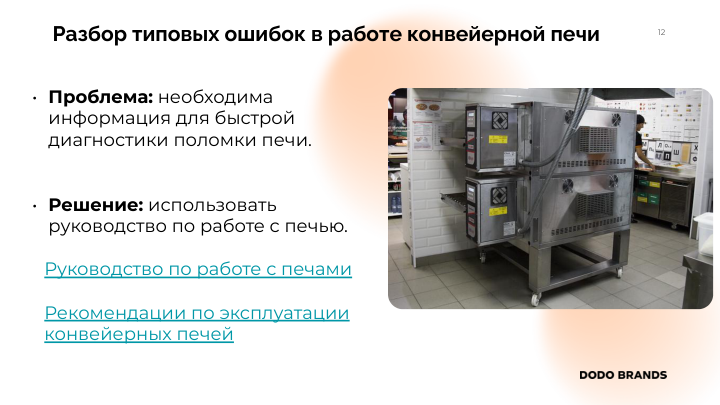 Разбор типовых ошибок в работе конвейерной печи
12
• Проблема: необходима
информация для быстрой
диагностики поломки печи.
• Решение: использовать
руководство по работе с печью.
Руководство по работе с печами
Рекомендации по эксплуатации
конвейерных печей
DODO BRANDS